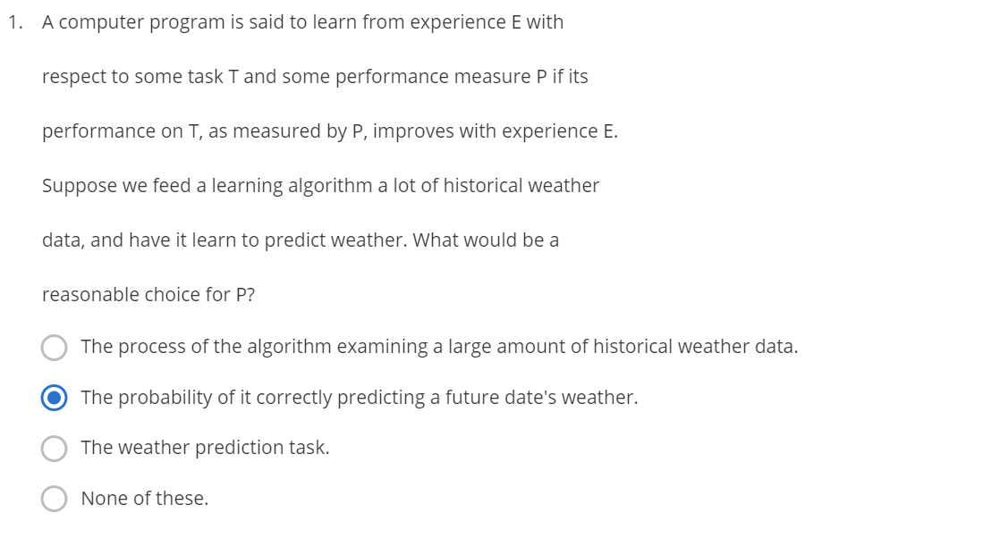 1. A computer program is said to learn from experience E with
respect to some task T and some performance measure P if its
performance on T, as measured by P, improves with experience E.
Suppose we feed a learning algorithm a lot of historical weather
data, and have it learn to predict weather. What would be a
reasonable choice for P?
The process of the algorithm examining a large amount of historical weather data.
The probability of it correctly predicting a future date's weather.
The weather prediction task.
None of these.